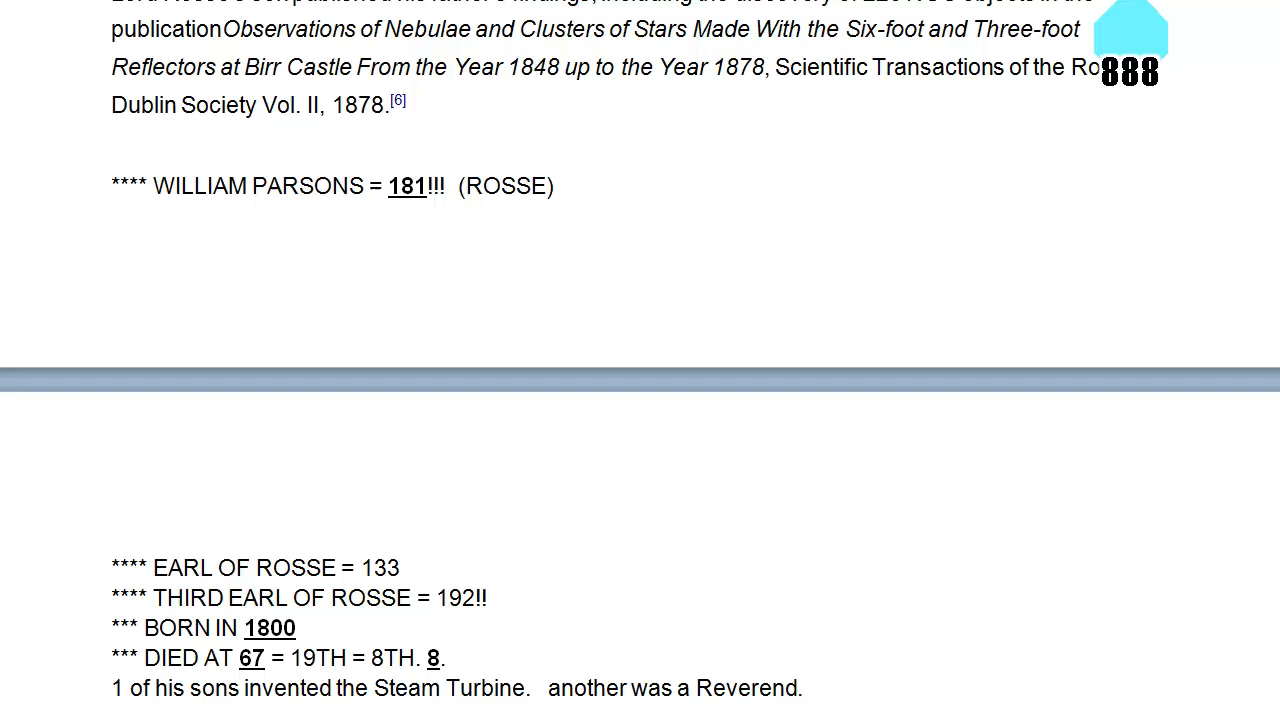 publicationObservations of Nebulae and Clusters of Stars Made With the Six-foot and Three-foot
Reflectors at Birr Castle From the Year 1848 up to the Year 1878, Scientific Transactions of the Ro
888
Dublin Society Vol. II, 1878.[6]
**** WILLIAM PARSONS = 181!!! (ROSSE)
**** EARL OF ROSSE = 133
**** THIRD EARL OF ROSSE = 192!!
*** BORN IN 1800
*** DIED AT 67 = 19TH = 8TH. 8.
1 of his sons invented the Steam Turbine. another was a Reverend.